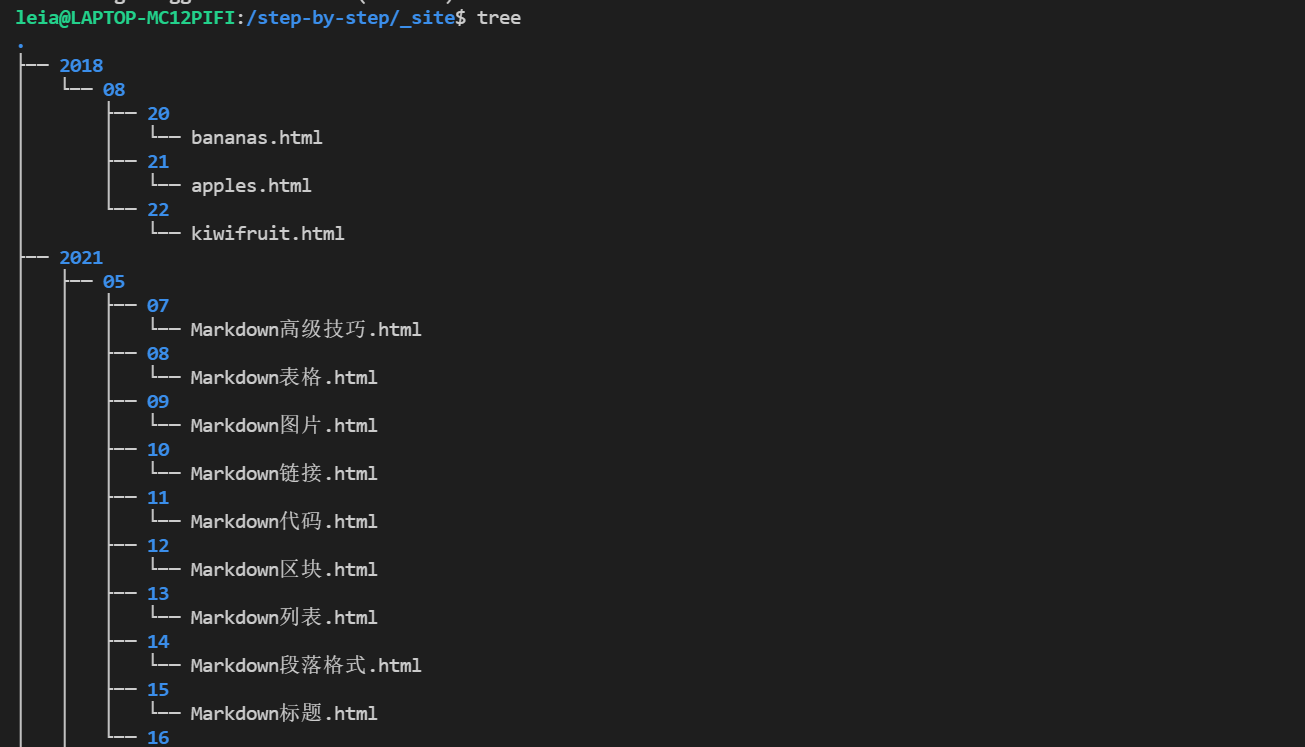 leia@LAPTOP-MC12PIFI:/step-by-step/_site$ tree
.
├── 2018
│   └── 08
│       ├── 20
│       │   └── bananas.html
│       ├── 21
│       │   └── apples.html
│       └── 22
│           └── kiwifruit.html
├── 2021
│   ├── 05
│   │   ├── 07
│   │   │   └── Markdown高级技巧.html
│   │   ├── 08
│   │   │   └── Markdown表格.html
│   │   ├── 09
│   │   │   └── Markdown图片.html
│   │   ├── 10
│   │   │   └── Markdown链接.html
│   │   ├── 11
│   │   │   └── Markdown代码.html
│   │   ├── 12
│   │   │   └── Markdown区块.html
│   │   ├── 13
│   │   │   └── Markdown列表.html
│   │   ├── 14
│   │   │   └── Markdown段落格式.html
│   │   ├── 15
│   │   │   └── Markdown标题.html
│   │   └── 16